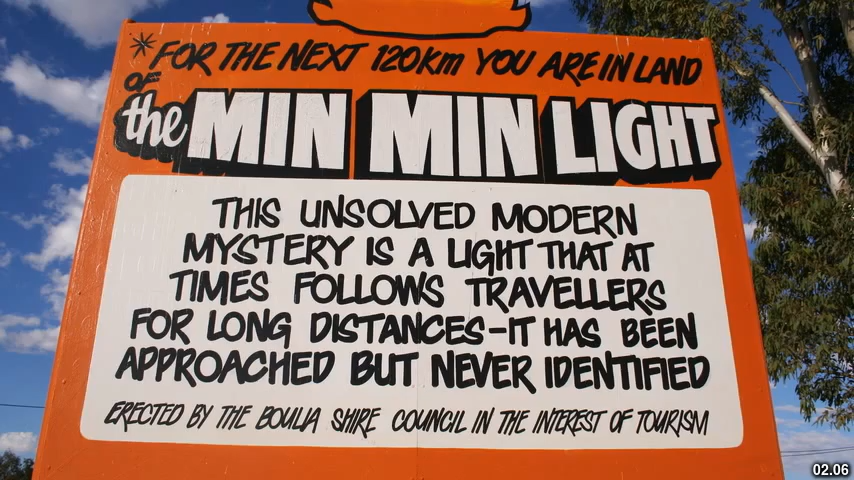 *FOR THE NEXT 120Km YOU ARE IN LAND
OF
the MIN MIN LIGHT
THIS UNSOLVED MODERN
MYSTERY IS A LIGHT THAT AT
TIMES FOLLOWS TRAVELLERS
FOR LONG DISTANCES-IT HAS BEEN
APPROACHED BUT NEVER IDENTIFIED
ERECTED BY THE BOULIA SHIRE COUNCIL IN THE INTEREST OF TOURISM
02.06